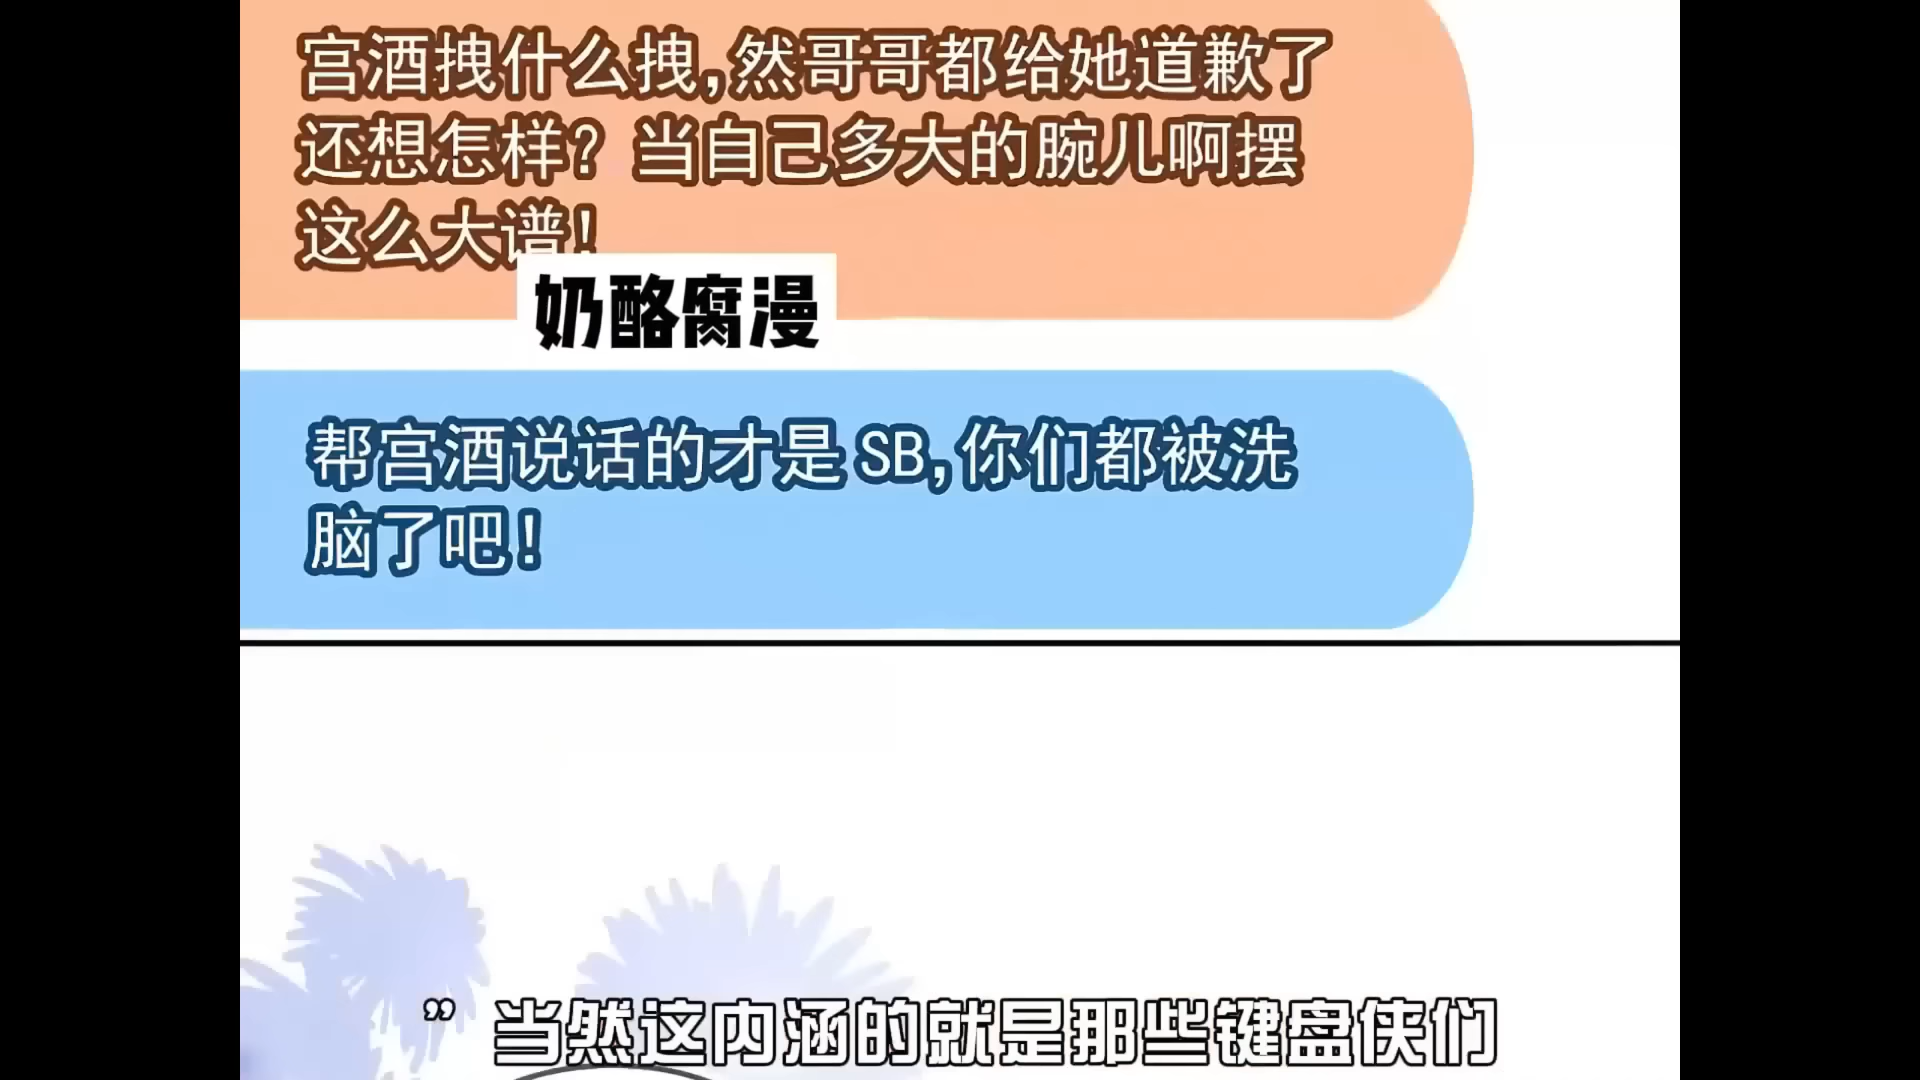 宫酒拽什么拽,然哥哥都给她道歉了
还想怎样?当自己多大的腕儿啊摆
这么大谱!
奶酪腐漫
帮宫酒说话的才是SB,你们都被洗
脑了吧!
”当然这内涵的就是那些键盘侠们